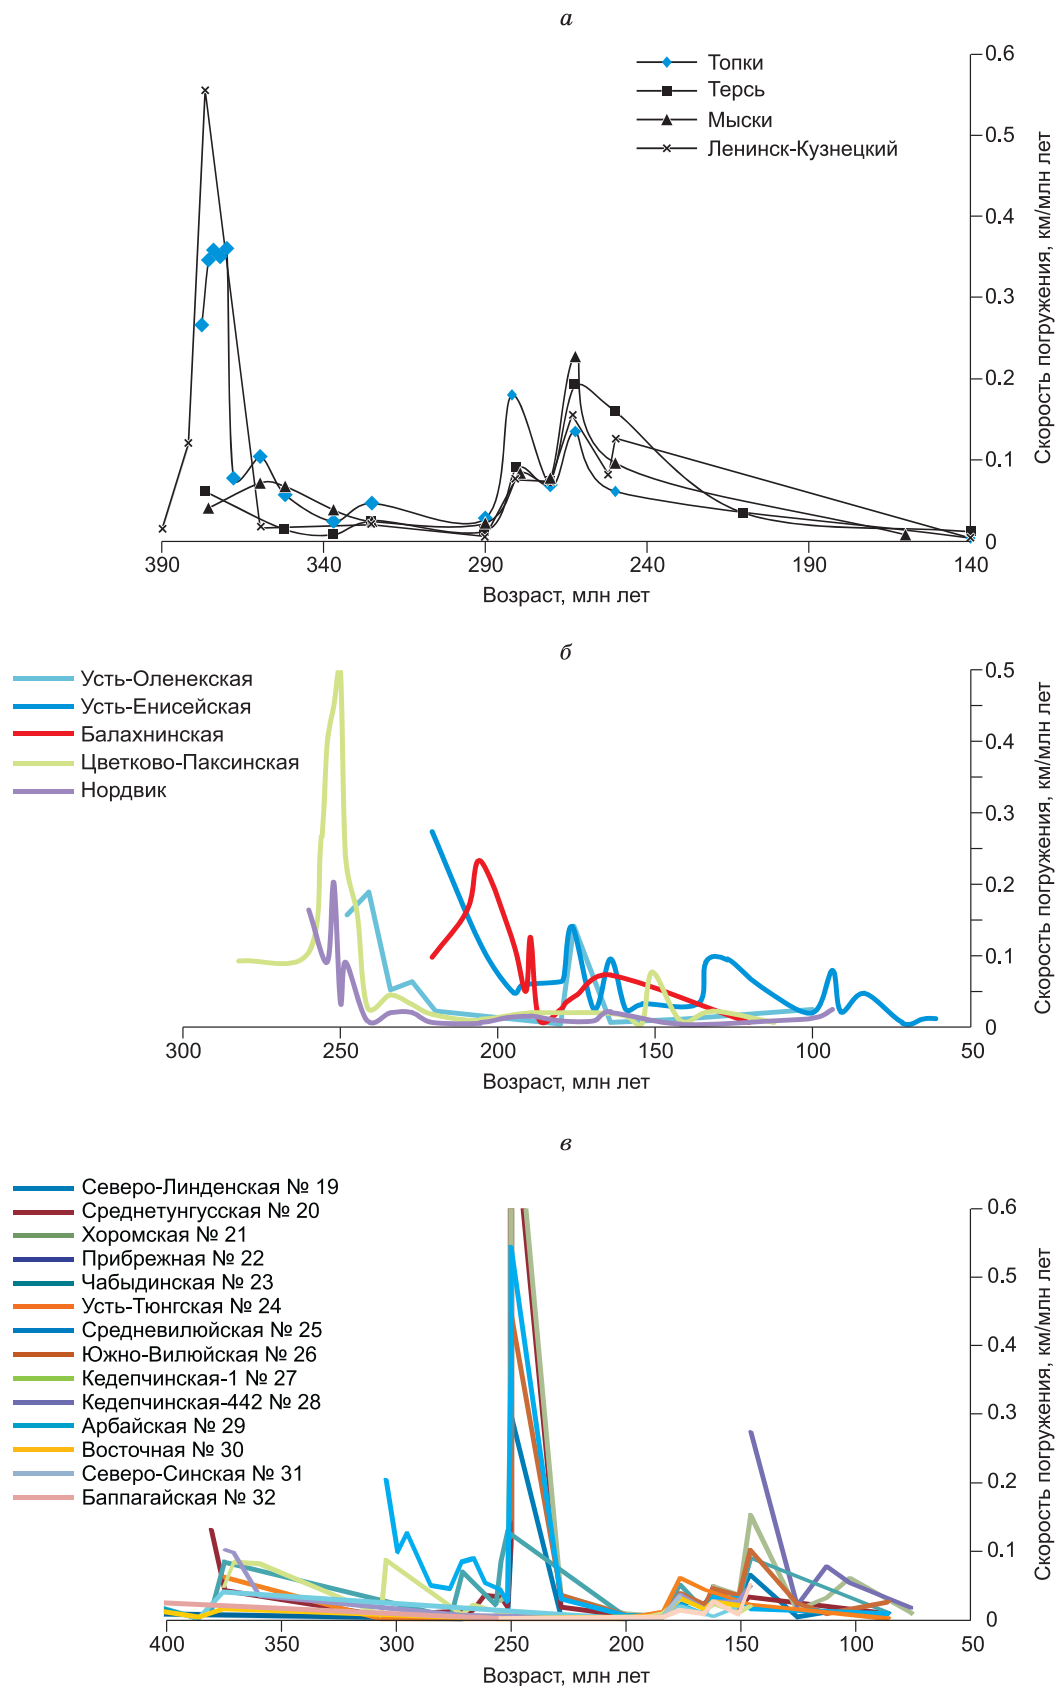 а
0.6
0.5
0.4
0.3
0.2
0.1
0
Скорость погружения, км/млн лет
Топки
Терсь
Мыски
Ленинск-Кузнецкий
390 340 290 240 190 140
Возраст, млн лет
б
Усть-Оленекская
Усть-Енисейская
Балахнинская
Цветково-Паксинская
Нордвик
0.5
0.4
0.3
0.2
0.1
0
Скорость погружения, км/млн лет
300 250 200 150 100 50
Возраст, млн лет
в
Северо-Линденская № 19
Среднетунгусская № 20
Хоромская № 21
Прибрежная № 22
Чабыдинская № 23
Усть-Тюнгская № 24
Средневилюйская № 25
Южно-Вилюйская № 26
Кедепчинская-1 № 27
Кедепчинская-442 № 28
Арбайская № 29
Восточная № 30
Северо-Синская № 31
Баппагайская № 32
0.6
0.5
0.4
0.3
0.2
0.1
0
Скорость погружения, км/млн лет
400 350 300 250 200 150 100 50
Возраст, млн лет